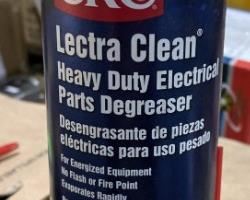 CRC
Lectra Clean®
Heavy Duty Electrical
Parts Degreaser
Desengrasante de piezas
eléctricas para uso pesado
For Energized Equipment
No Flash or Fire Point
Evaporates Rapidly